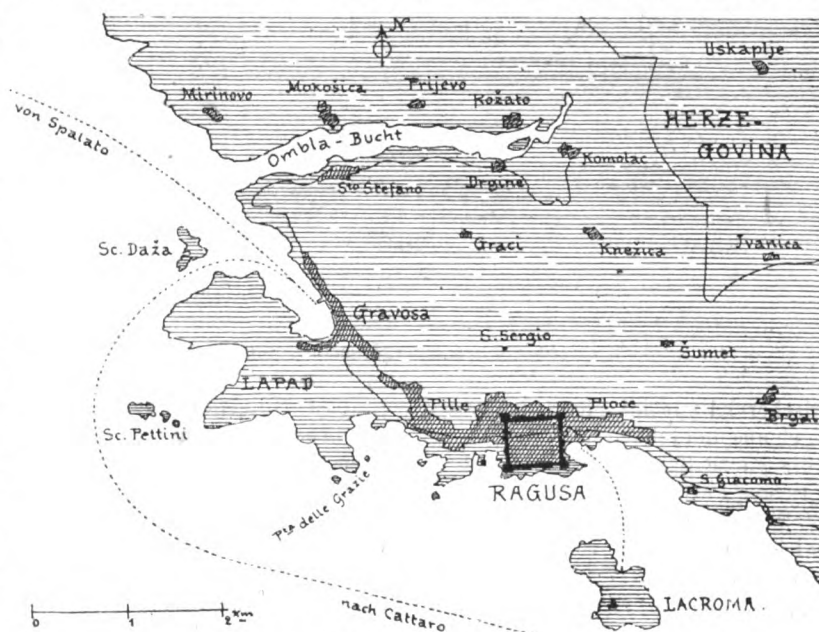 N
Uskaplje
Mirinovo
Mokošica
Prijevo
Kožato
HERZE-
GOVINA
von Spalato
Ombla-Bucht
Komolac
Sto Stefano
Drgine
Sc. Daža
Graci
Knežica
Jvanica
Gravosa
S. Sergio
Šumet
LAPAD
Pille
Ploce
Brgat
Sc. Pettini
S. Giacomo
RAGUSA
Pta delle Grazie
LACROMA.
nach Cattaro
0 1 2 km